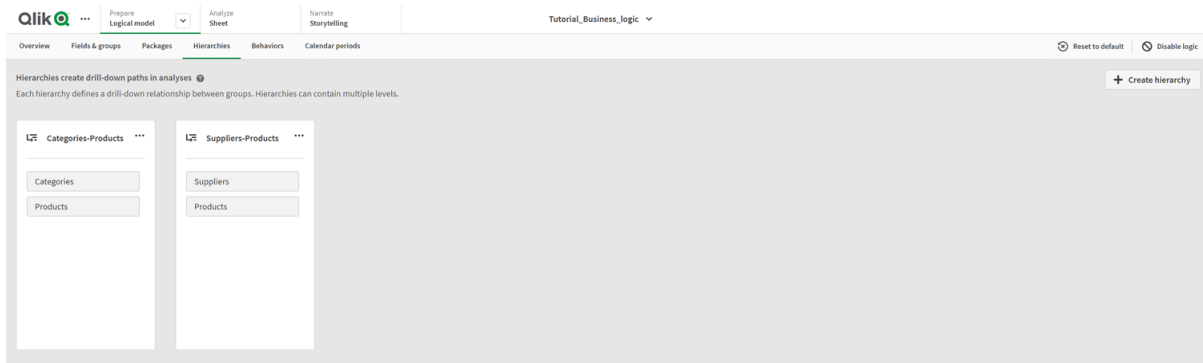 Qlik
Prepare
Logical model
Analyze
Sheet
Narrate
Storytelling
Tutorial_Business_logic
Overview Fields & groups Packages Hierarchies Behaviors Calendar periods Reset to default Disable logic
Hierarchies create drill-down paths in analyses
Each hierarchy defines a drill-down relationship between groups. Hierarchies can contain multiple levels.
Create hierarchy
Categories-Products
Categories
Products
Suppliers-Products
Suppliers
Products